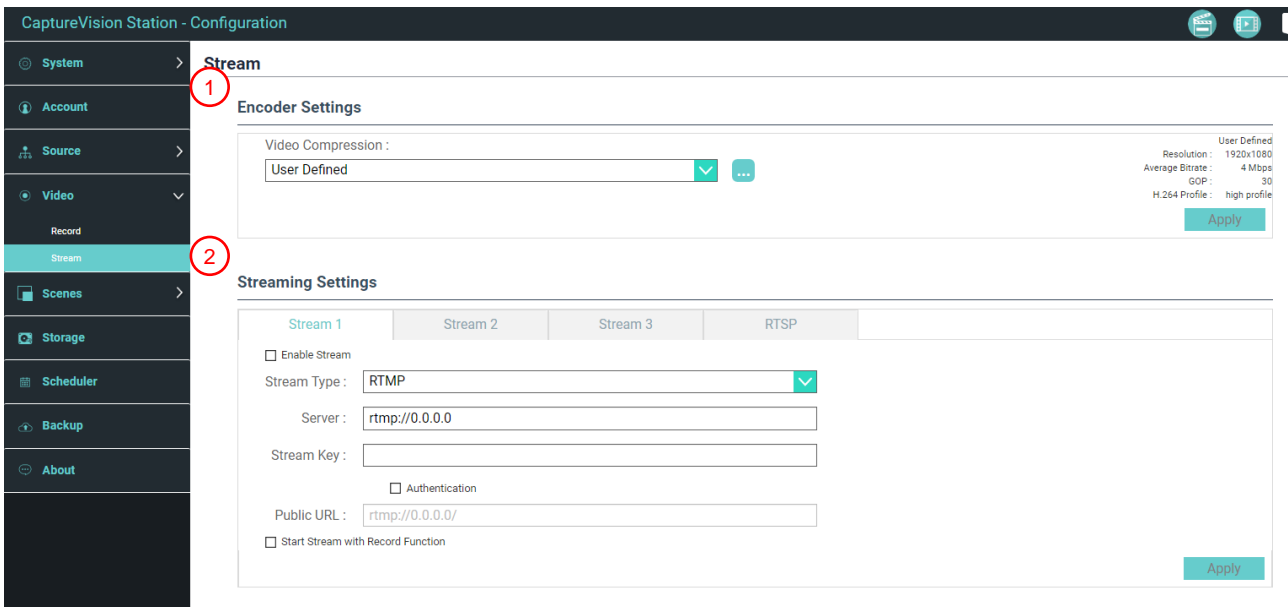 CaptureVision Station - Configuration
System
Account
Source
Video
Record
Stream
Scenes
Storage
Scheduler
Backup
About
Stream
1
Encoder Settings
Video Compression :
User Defined
...
User Defined
Resolution : 1920x1080
Average Bitrate : 4 Mbps
GOP : 30
H.264 Profile : high profile
Apply
2
Streaming Settings
Stream 1 Stream 2 Stream 3 RTSP
Enable Stream
Stream Type : RTMP
Server : rtmp://0.0.0.0
Stream Key :
Authentication
Public URL : rtmp://0.0.0.0/
Start Stream with Record Function
Apply